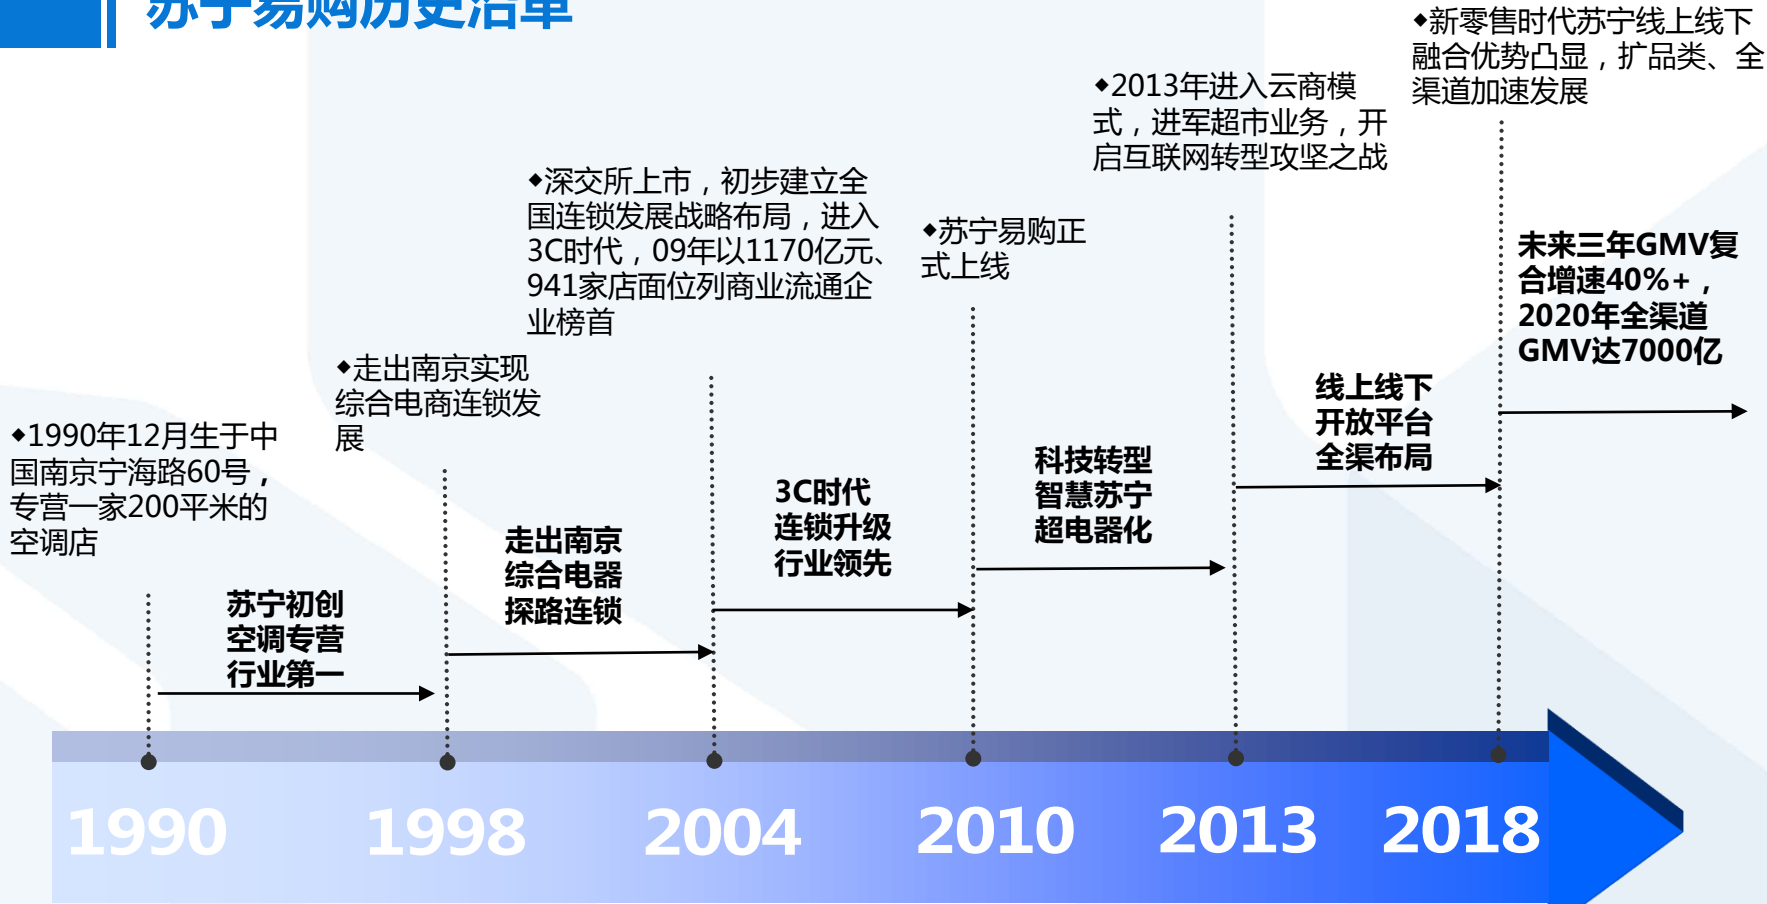 苏宁易购历史沿革
◆新零售时代苏宁线上线下
融合优势凸显，扩品类、全
渠道加速发展
◆2013年进入云商模
式，进军超市业务，开
启互联网转型攻坚之战
◆深交所上市，初步建立全
国连锁发展战略布局，进入
3C时代，09年以1170亿元、
941家店面位列商业流通企
业榜首
◆苏宁易购正
式上线
未来三年GMV复
合增速40%+，
2020年全渠道
GMV达7000亿
◆走出南京实现
综合电商连锁发
展
线上线下
开放平台
全渠布局
◆1990年12月生于中
国南京宁海路60号，
专营一家200平米的
空调店
科技转型
智慧苏宁
超电器化
3C时代
连锁升级
行业领先
走出南京
综合电器
探路连锁
苏宁初创
空调专营
行业第一
1990 1998 2004 2010 2013 2018